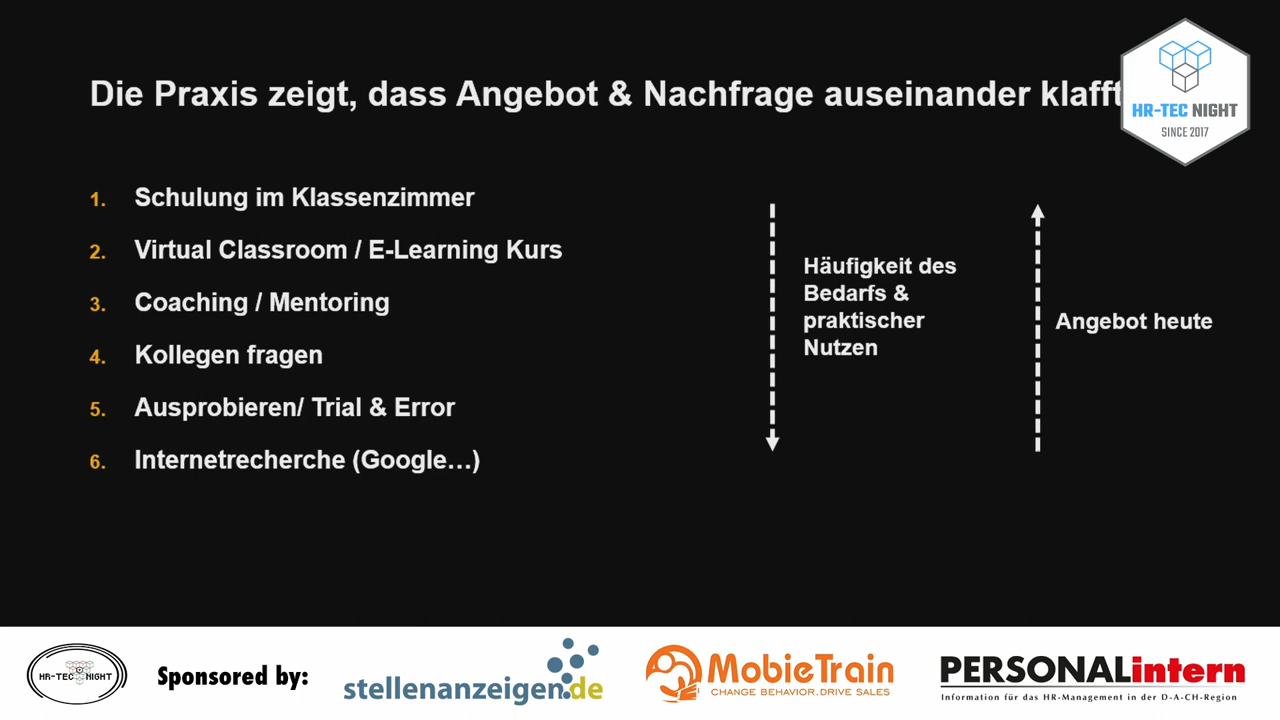 Die Praxis zeigt, dass Angebot & Nachfrage auseinander klafft
HR-TEC NIGHT
SINCE 2017
1. Schulung im Klassenzimmer
2. Virtual Classroom / E-Learning Kurs
3. Coaching / Mentoring
4. Kollegen fragen
5. Ausprobieren/ Trial & Error
6. Internetrecherche (Google…)
Häufigkeit des
Bedarfs &
praktischer
Nutzen
Angebot heute
HR-TEC NIGHT
Sponsored by:
stellenanzeigen.de
MobieTrain
CHANGE BEHAVIOR.DRIVE SALES
PERSONALintern
Information für das HR-Management in der D-A-CH-Region